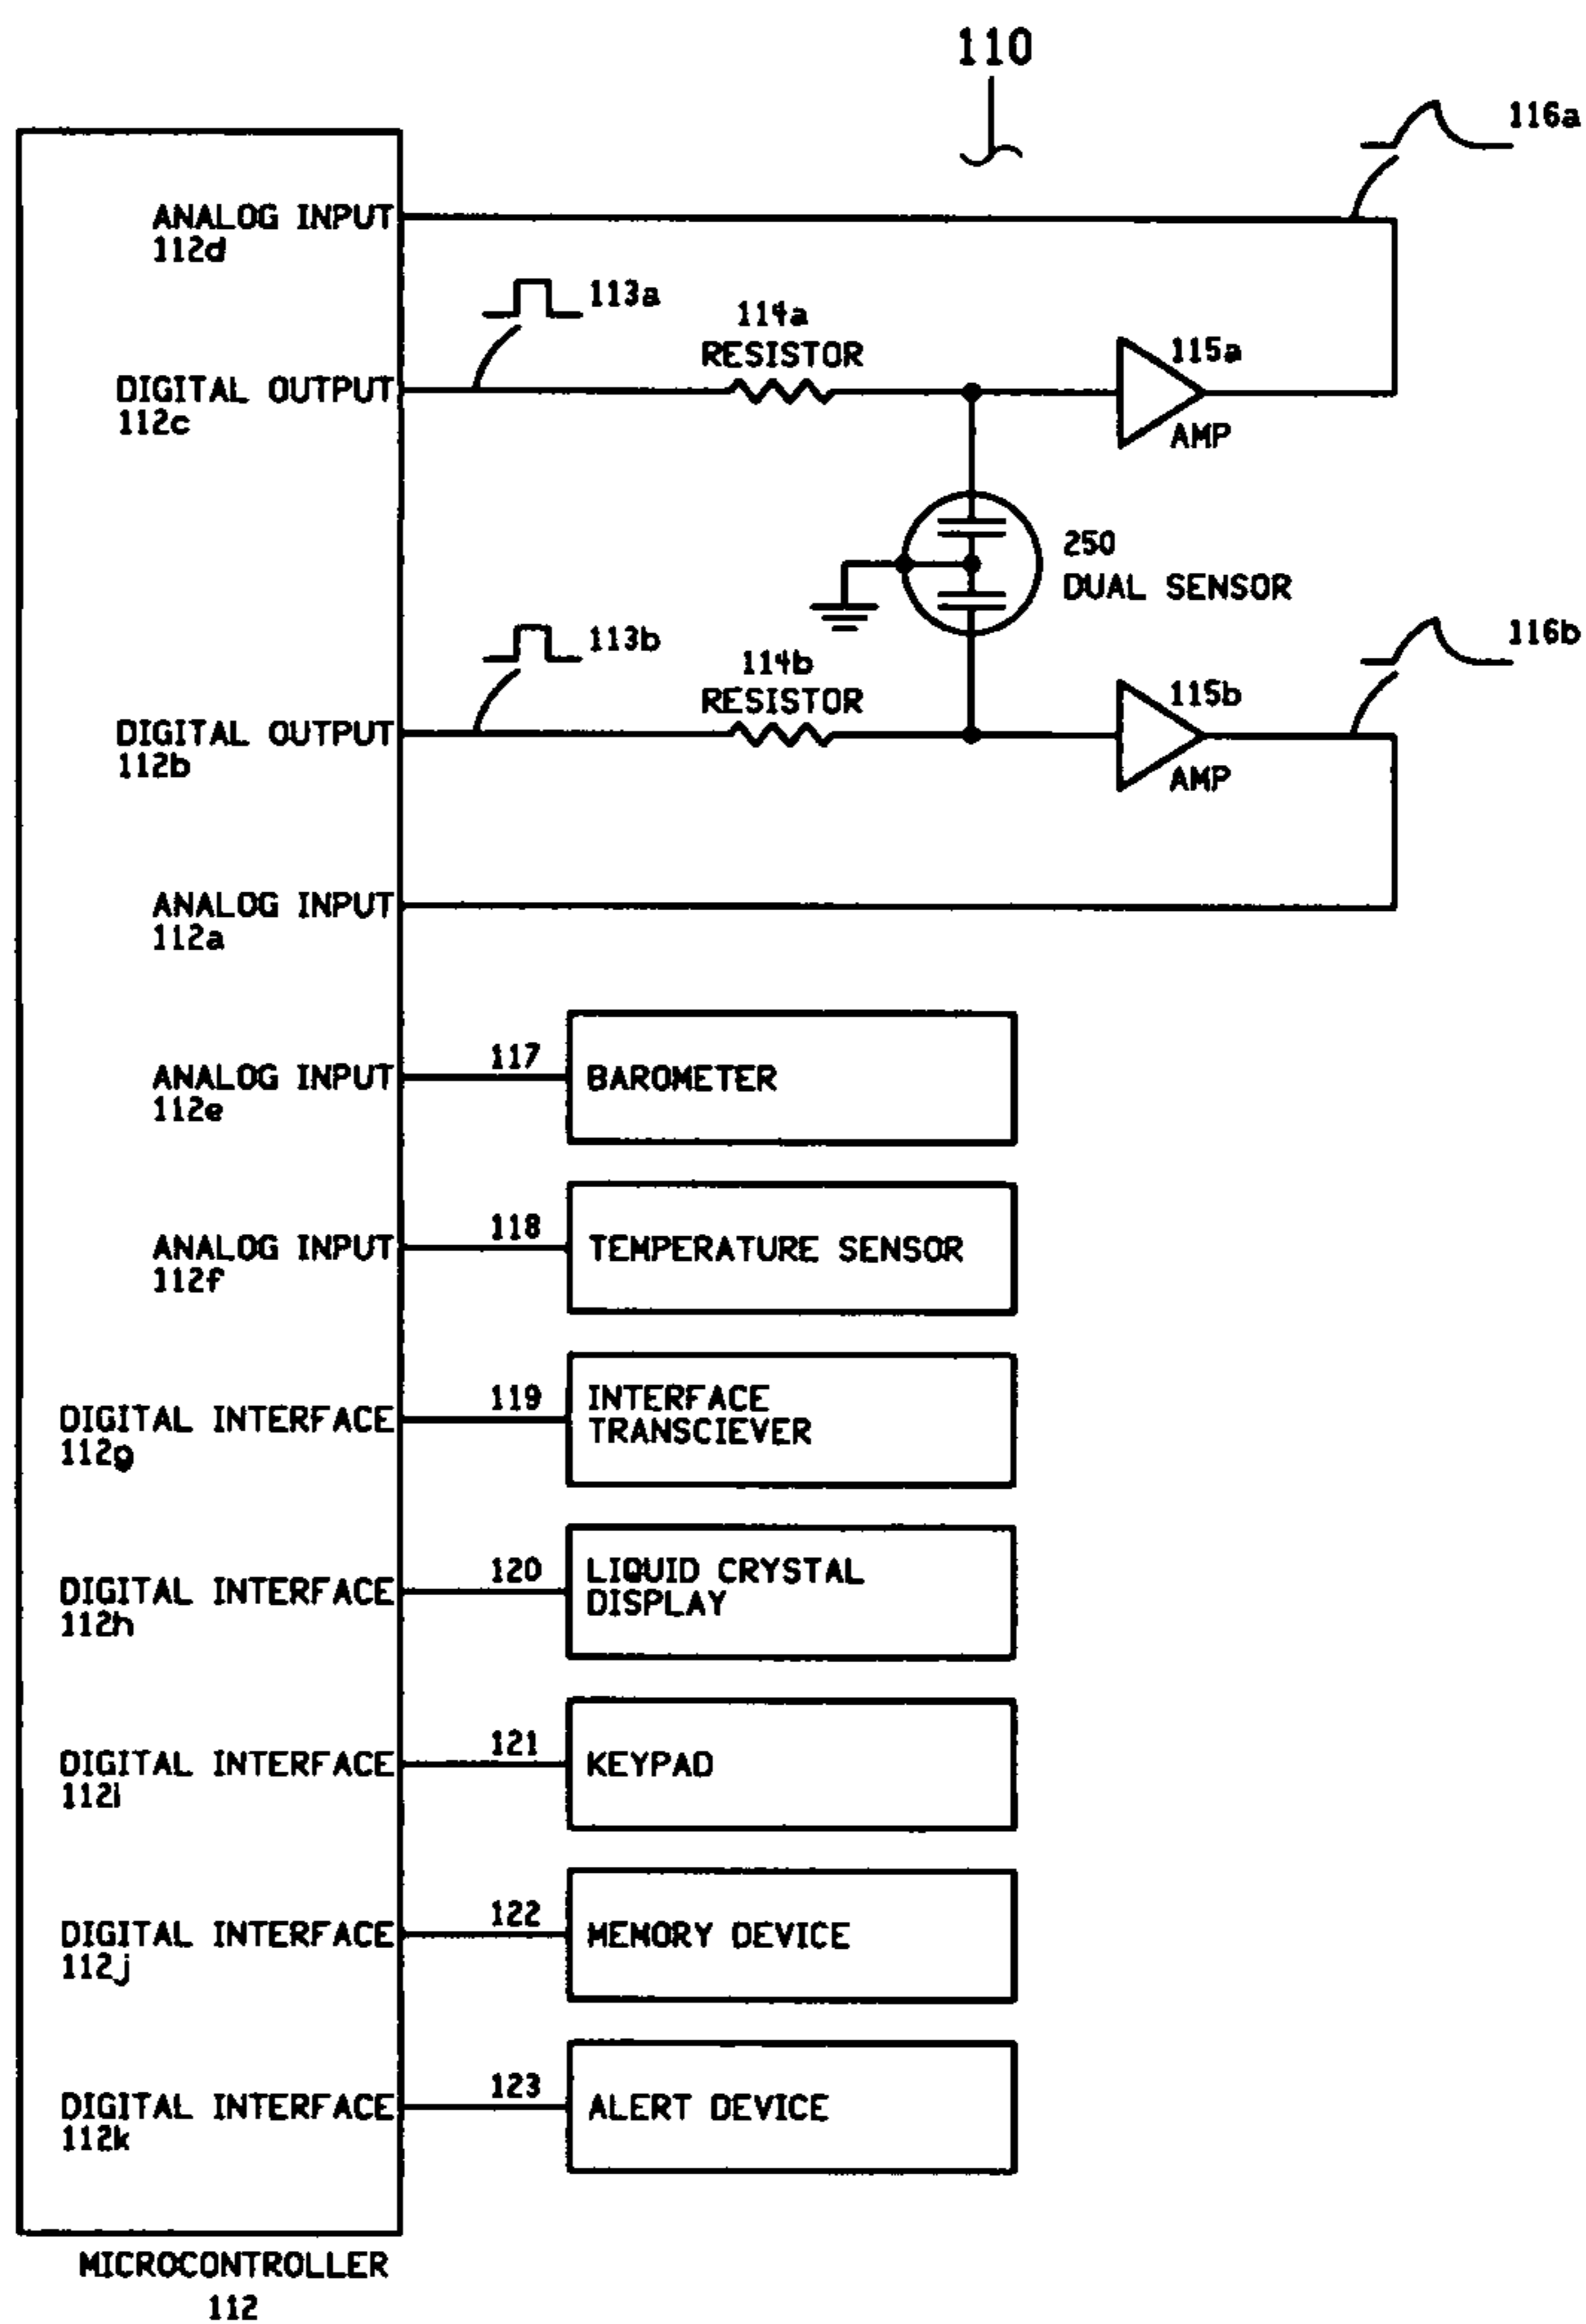 110
116a
ANALOG INPUT
112d
113a
114a
RESISTOR
115a
DIGITAL OUTPUT
112c
AMP
250
DUAL SENSOR
113b
114b
RESISTOR
116b
115b
DIGITAL OUTPUT
112b
AMP
ANALOG INPUT
112a
ANALOG INPUT
112e
117
BAROMETER
ANALOG INPUT
112f
118
TEMPERATURE SENSOR
DIGITAL INTERFACE
112g
119
INTERFACE
TRANSCIEVER
DIGITAL INTERFACE
112h
120
LIQUID CRYSTAL
DISPLAY
DIGITAL INTERFACE
112i
121
KEYPAD
DIGITAL INTERFACE
112j
122
MEMORY DEVICE
DIGITAL INTERFACE
112k
123
ALERT DEVICE
MICROCONTROLLER
112